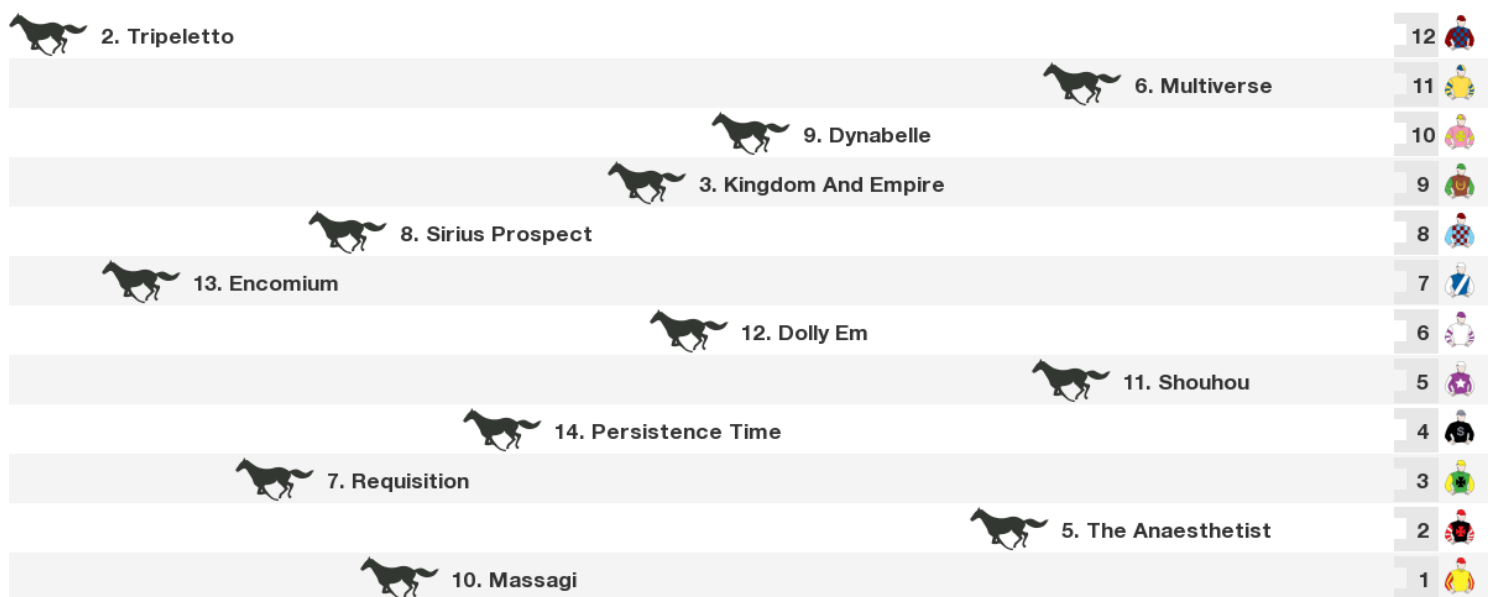 2. Tripeletto 12
6. Multiverse 11
9. Dynabelle 10
3. Kingdom And Empire 9
8. Sirius Prospect 8
13. Encomium 7
12. Dolly Em 6
11. Shouhou 5
14. Persistence Time 4
S
7. Requisition 3
5. The Anaesthetist 2
10. Massagi 1